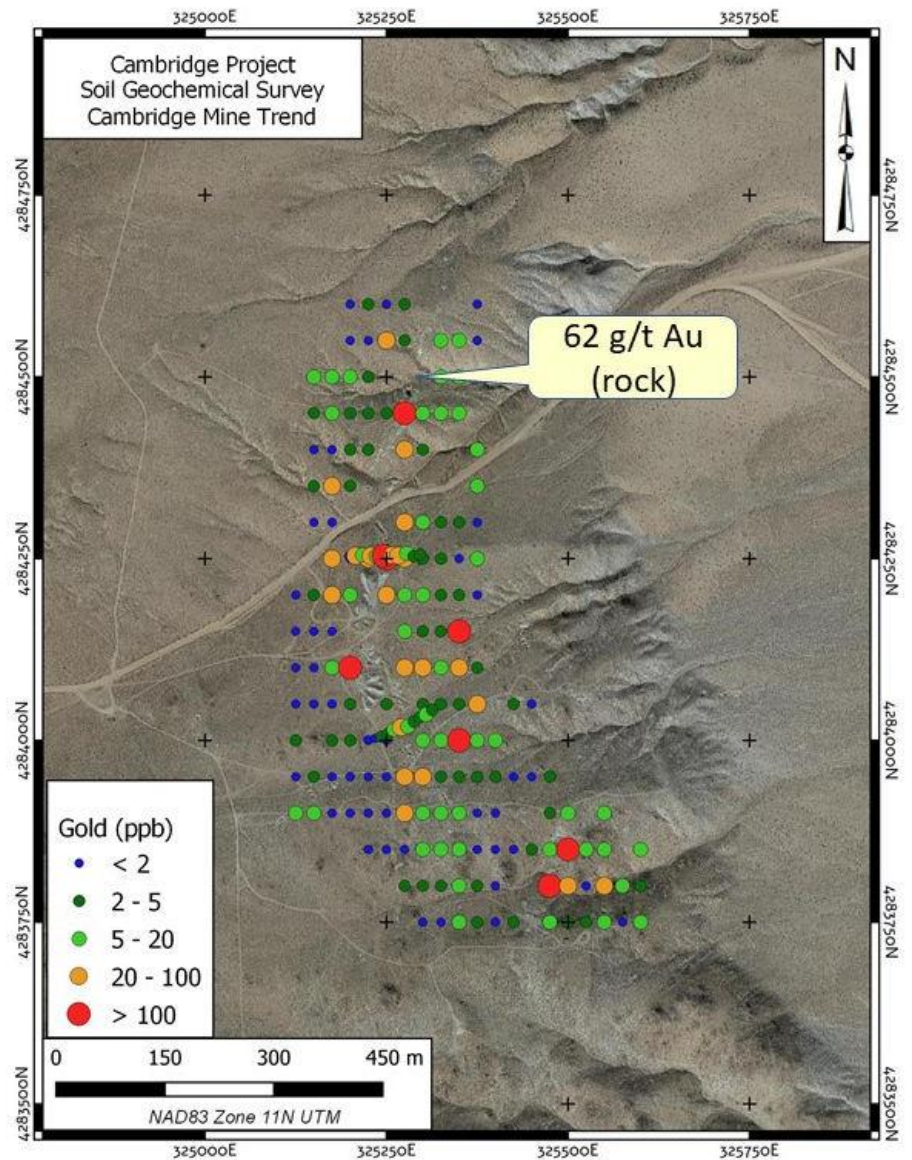 325000E
325250E
325500E
325750E
Cambridge Project
Soil Geochemical Survey
Cambridge Mine Trend
N
4284750N
4284750N
62 g/t Au
(rock)
4284500N
4284500N
4284250N
4284250N
4284000N
4284000N
Gold (ppb)
< 2
2 - 5
5 - 20
20 - 100
> 100
4283750N
4283750N
0 150 300 450 m
NAD83 Zone 11N UTM
4283500N
4283500N
325000E
325250E
325500E
325750E